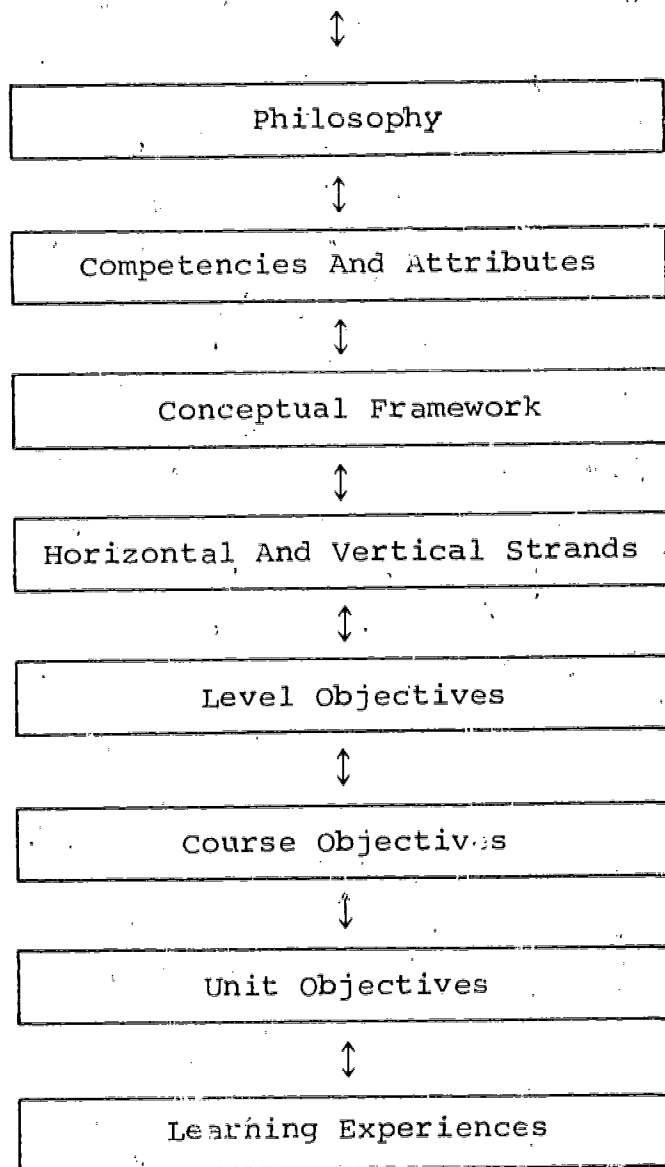 Philosophy
Competencies And Attributes
Conceptual Framework
Horizontal And Vertical Strands
Level Objectives
Course Objectives
Unit Objectives
Learning Experiences